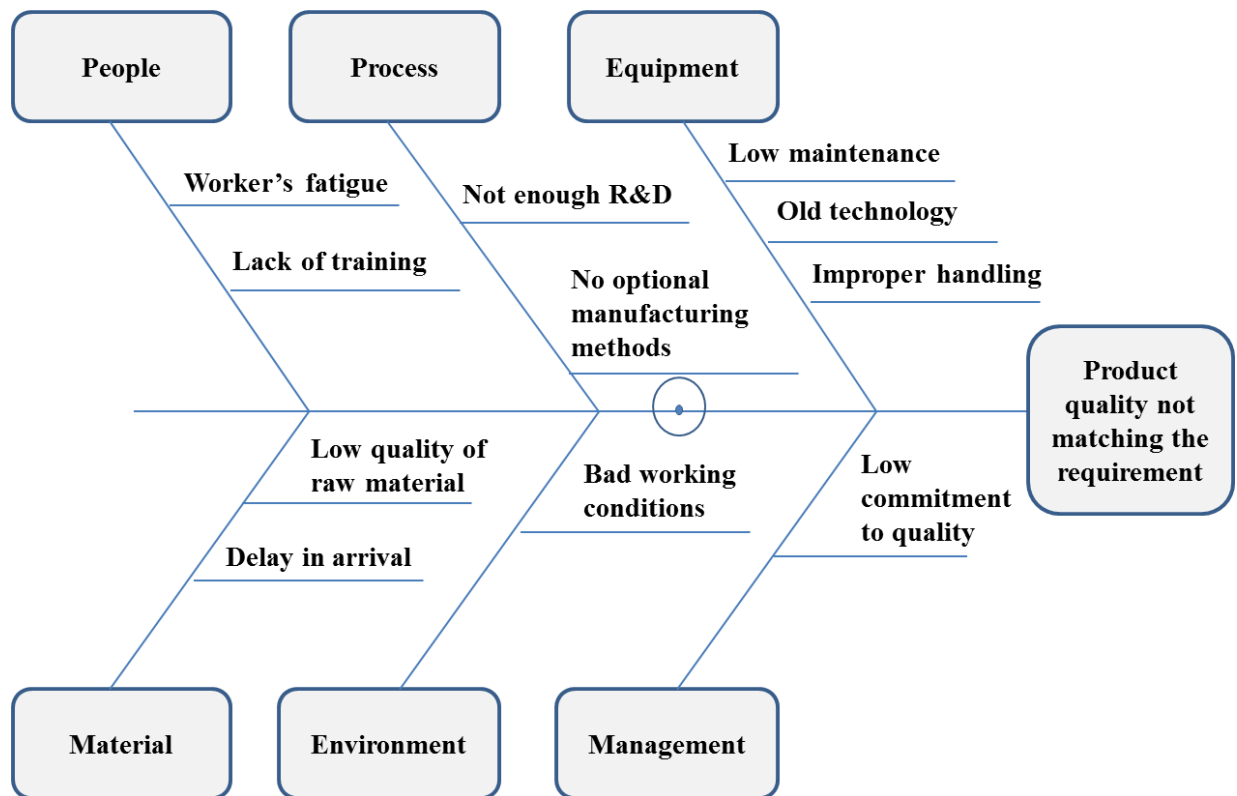 People
Process
Equipment
Low maintenance
Worker’s fatigue
Not enough R&D
Old technology
Lack of training
Improper handling
No optional
manufacturing
methods
Product
quality not
matching the
requirement
Low quality of
raw material
Bad working
conditions
Low
commitment
to quality
Delay in arrival
Material
Environment
Management